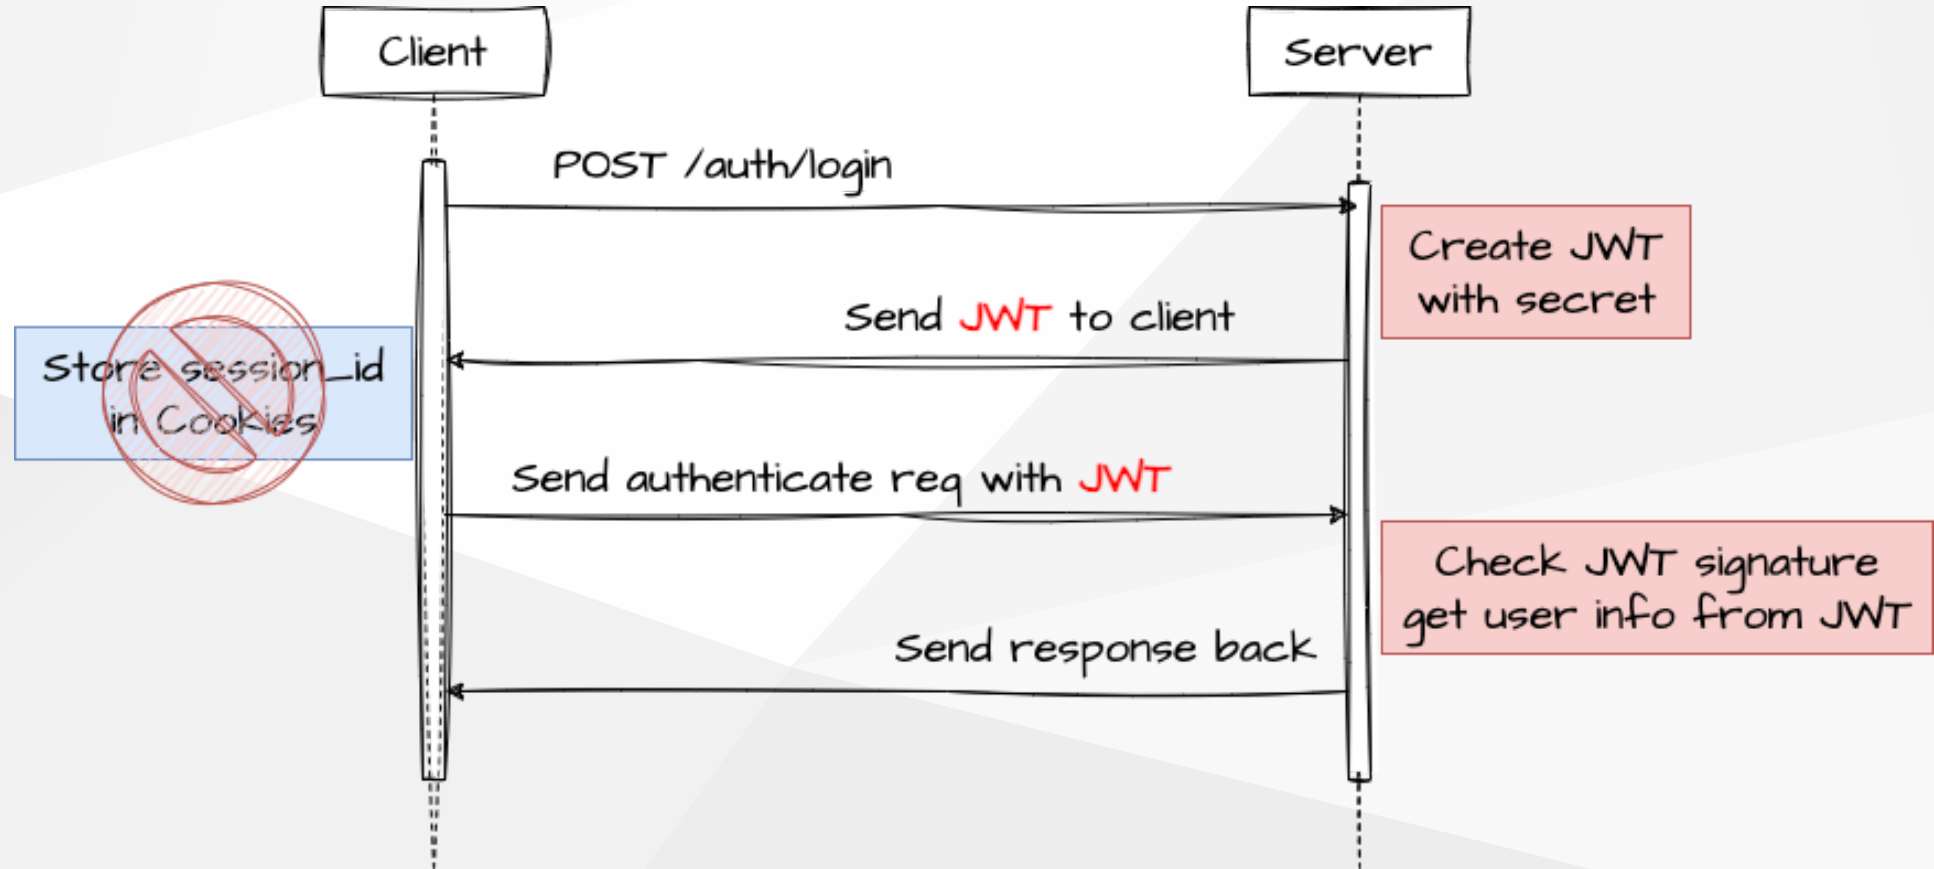 Client
Server
POST /auth/login
Create JWT
with secret
Send JWT to client
Store session_id
in Cookies
Send authenticate req with JWT
Check JWT signature
get user info from JWT
Send response back